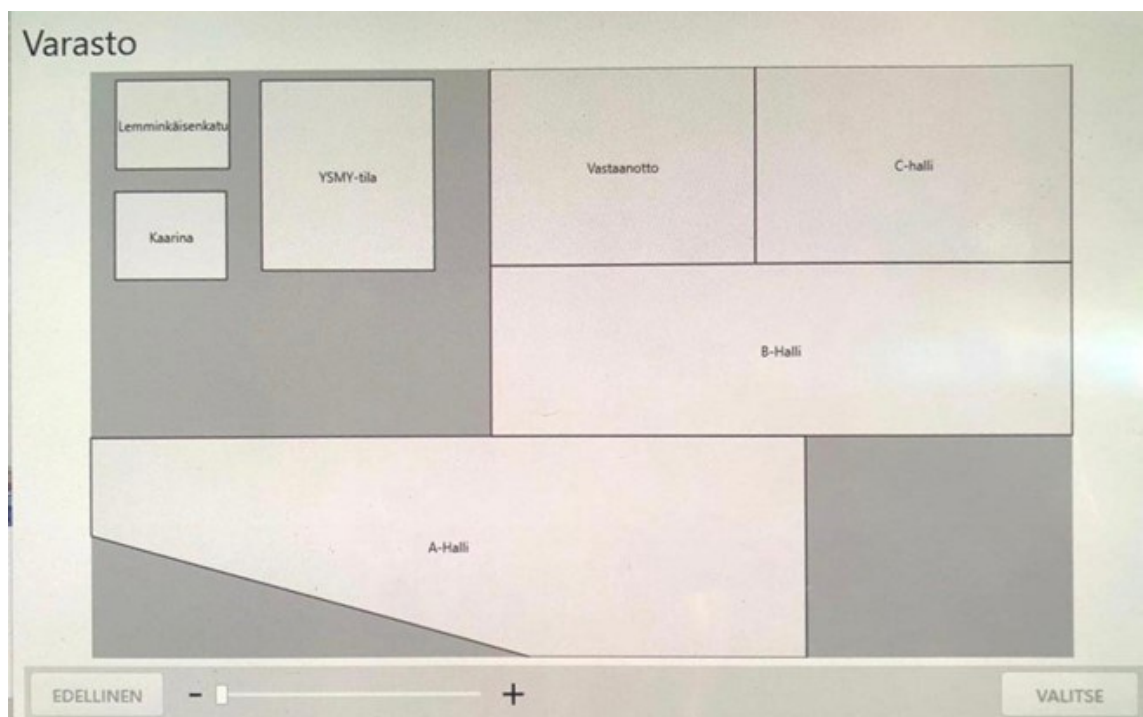 Varasto
Lemminkäisenkatu
YSMY-tila
Vastaanotto
C-halli
Kaarina
B-Halli
A-Halli
EDELLINEN
-
+
VALITSE